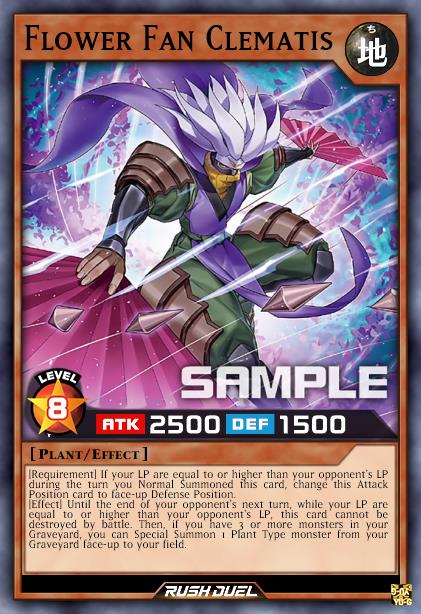 FLOWER FAN CLEMATIS
ち
地
SAMPLE
LEVEL
8
ATK 2500 DEF 1500
[PLANT/EFFECT]
[Requirement] If your LP are equal to or higher than your opponent's LP
during the turn you Normal Summoned this card, change this Attack
Position card to face-up Defense Position.
[Effect] Until the end of your opponent's next turn, while your LP are
equal to or higher than your opponent's LP, this card cannot be
destroyed by battle. Then, if you have 3 or more monsters in your
Graveyard, you can Special Summon 1 Plant Type monster from your
Graveyard face-up to your field.
RUSH DUEL